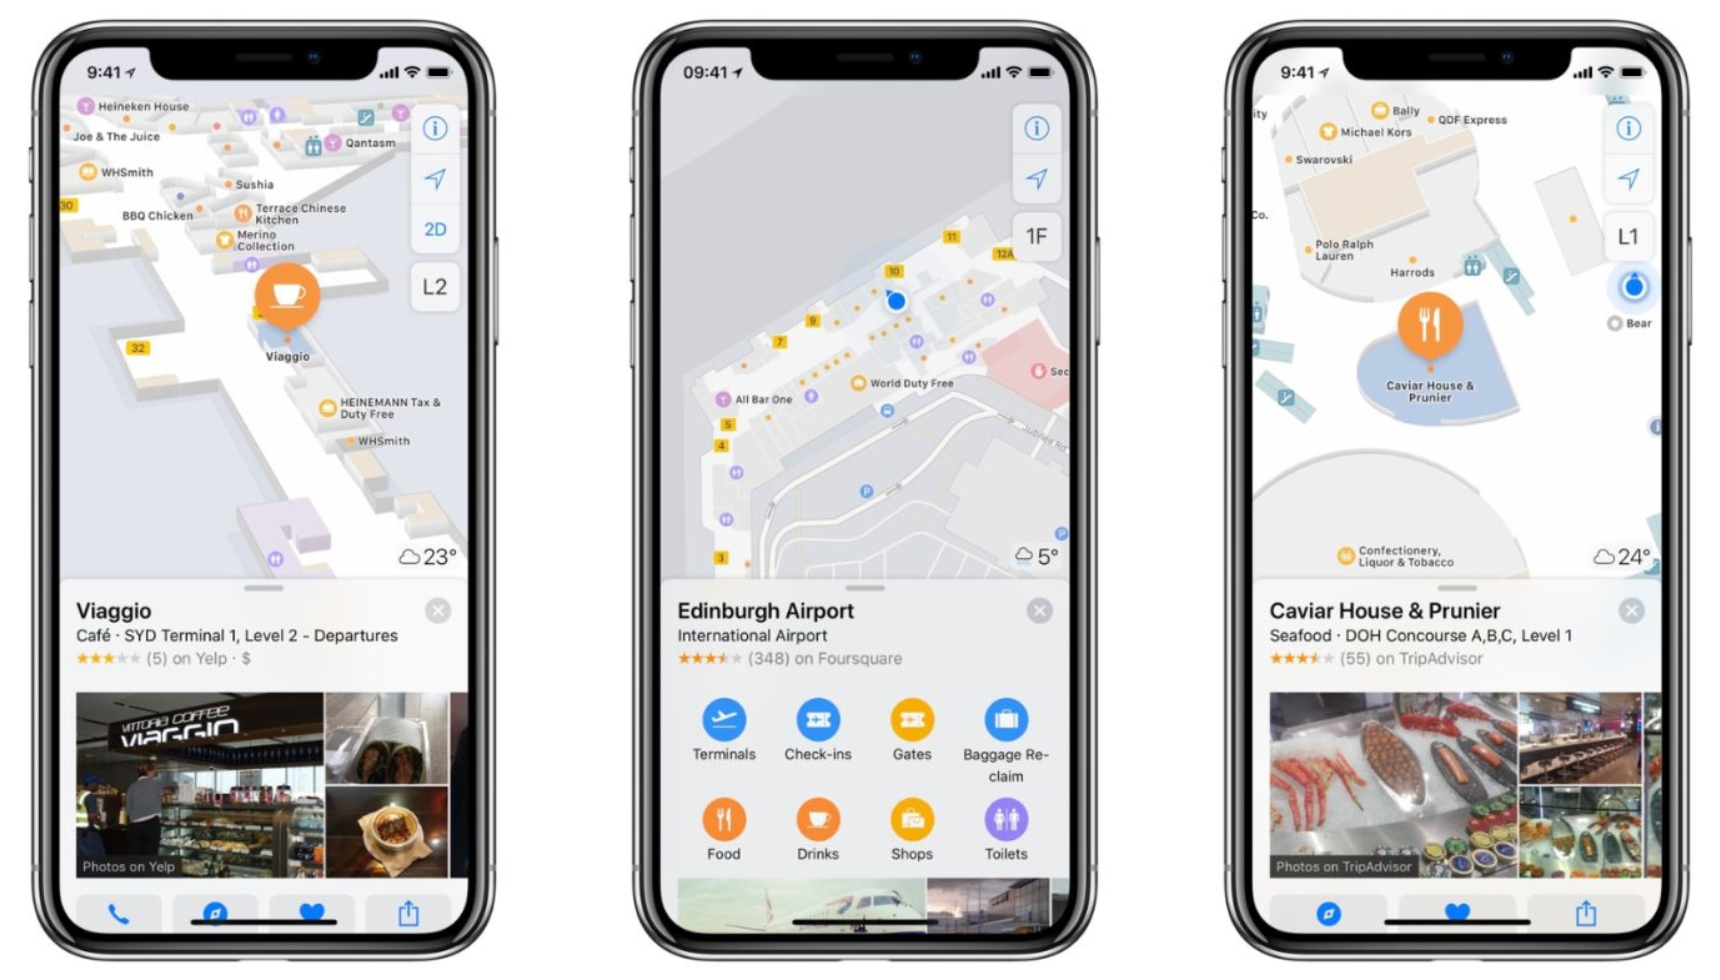 9:41
Heineken House
Joe & The Juice
Qantasm
WHSmith
Sushia
30
BBQ Chicken
Terrace Chinese
Kitchen
Merino
Collection
2D
L2
32
Viaggio
HEINEMANN Tax &
Duty Free
WHSmith
23°
Viaggio
Café · SYD Terminal 1, Level 2 - Departures
(5) on Yelp · $
VITTORIA COFFEE
VIAGGIO
Photos on Yelp
09:41
1F
11
12A
10
9
7
World Duty Free
Sec
All Bar One
5
4
Jubilee Rd
P
P
3
5°
Edinburgh Airport
International Airport
(348) on Foursquare
Terminals
Check-ins
Gates
Baggage Re-
claim
Food
Drinks
Shops
Toilets
9:41
ity
Bally
QDF Express
Michael Kors
Swarovski
Co.
L1
Polo Ralph
Lauren
Harrods
Bear
Caviar House &
Prunier
Confectionery,
Liquor & Tobacco
24°
Caviar House & Prunier
Seafood · DOH Concourse A,B,C, Level 1
(55) on TripAdvisor
Photos on TripAdvisor